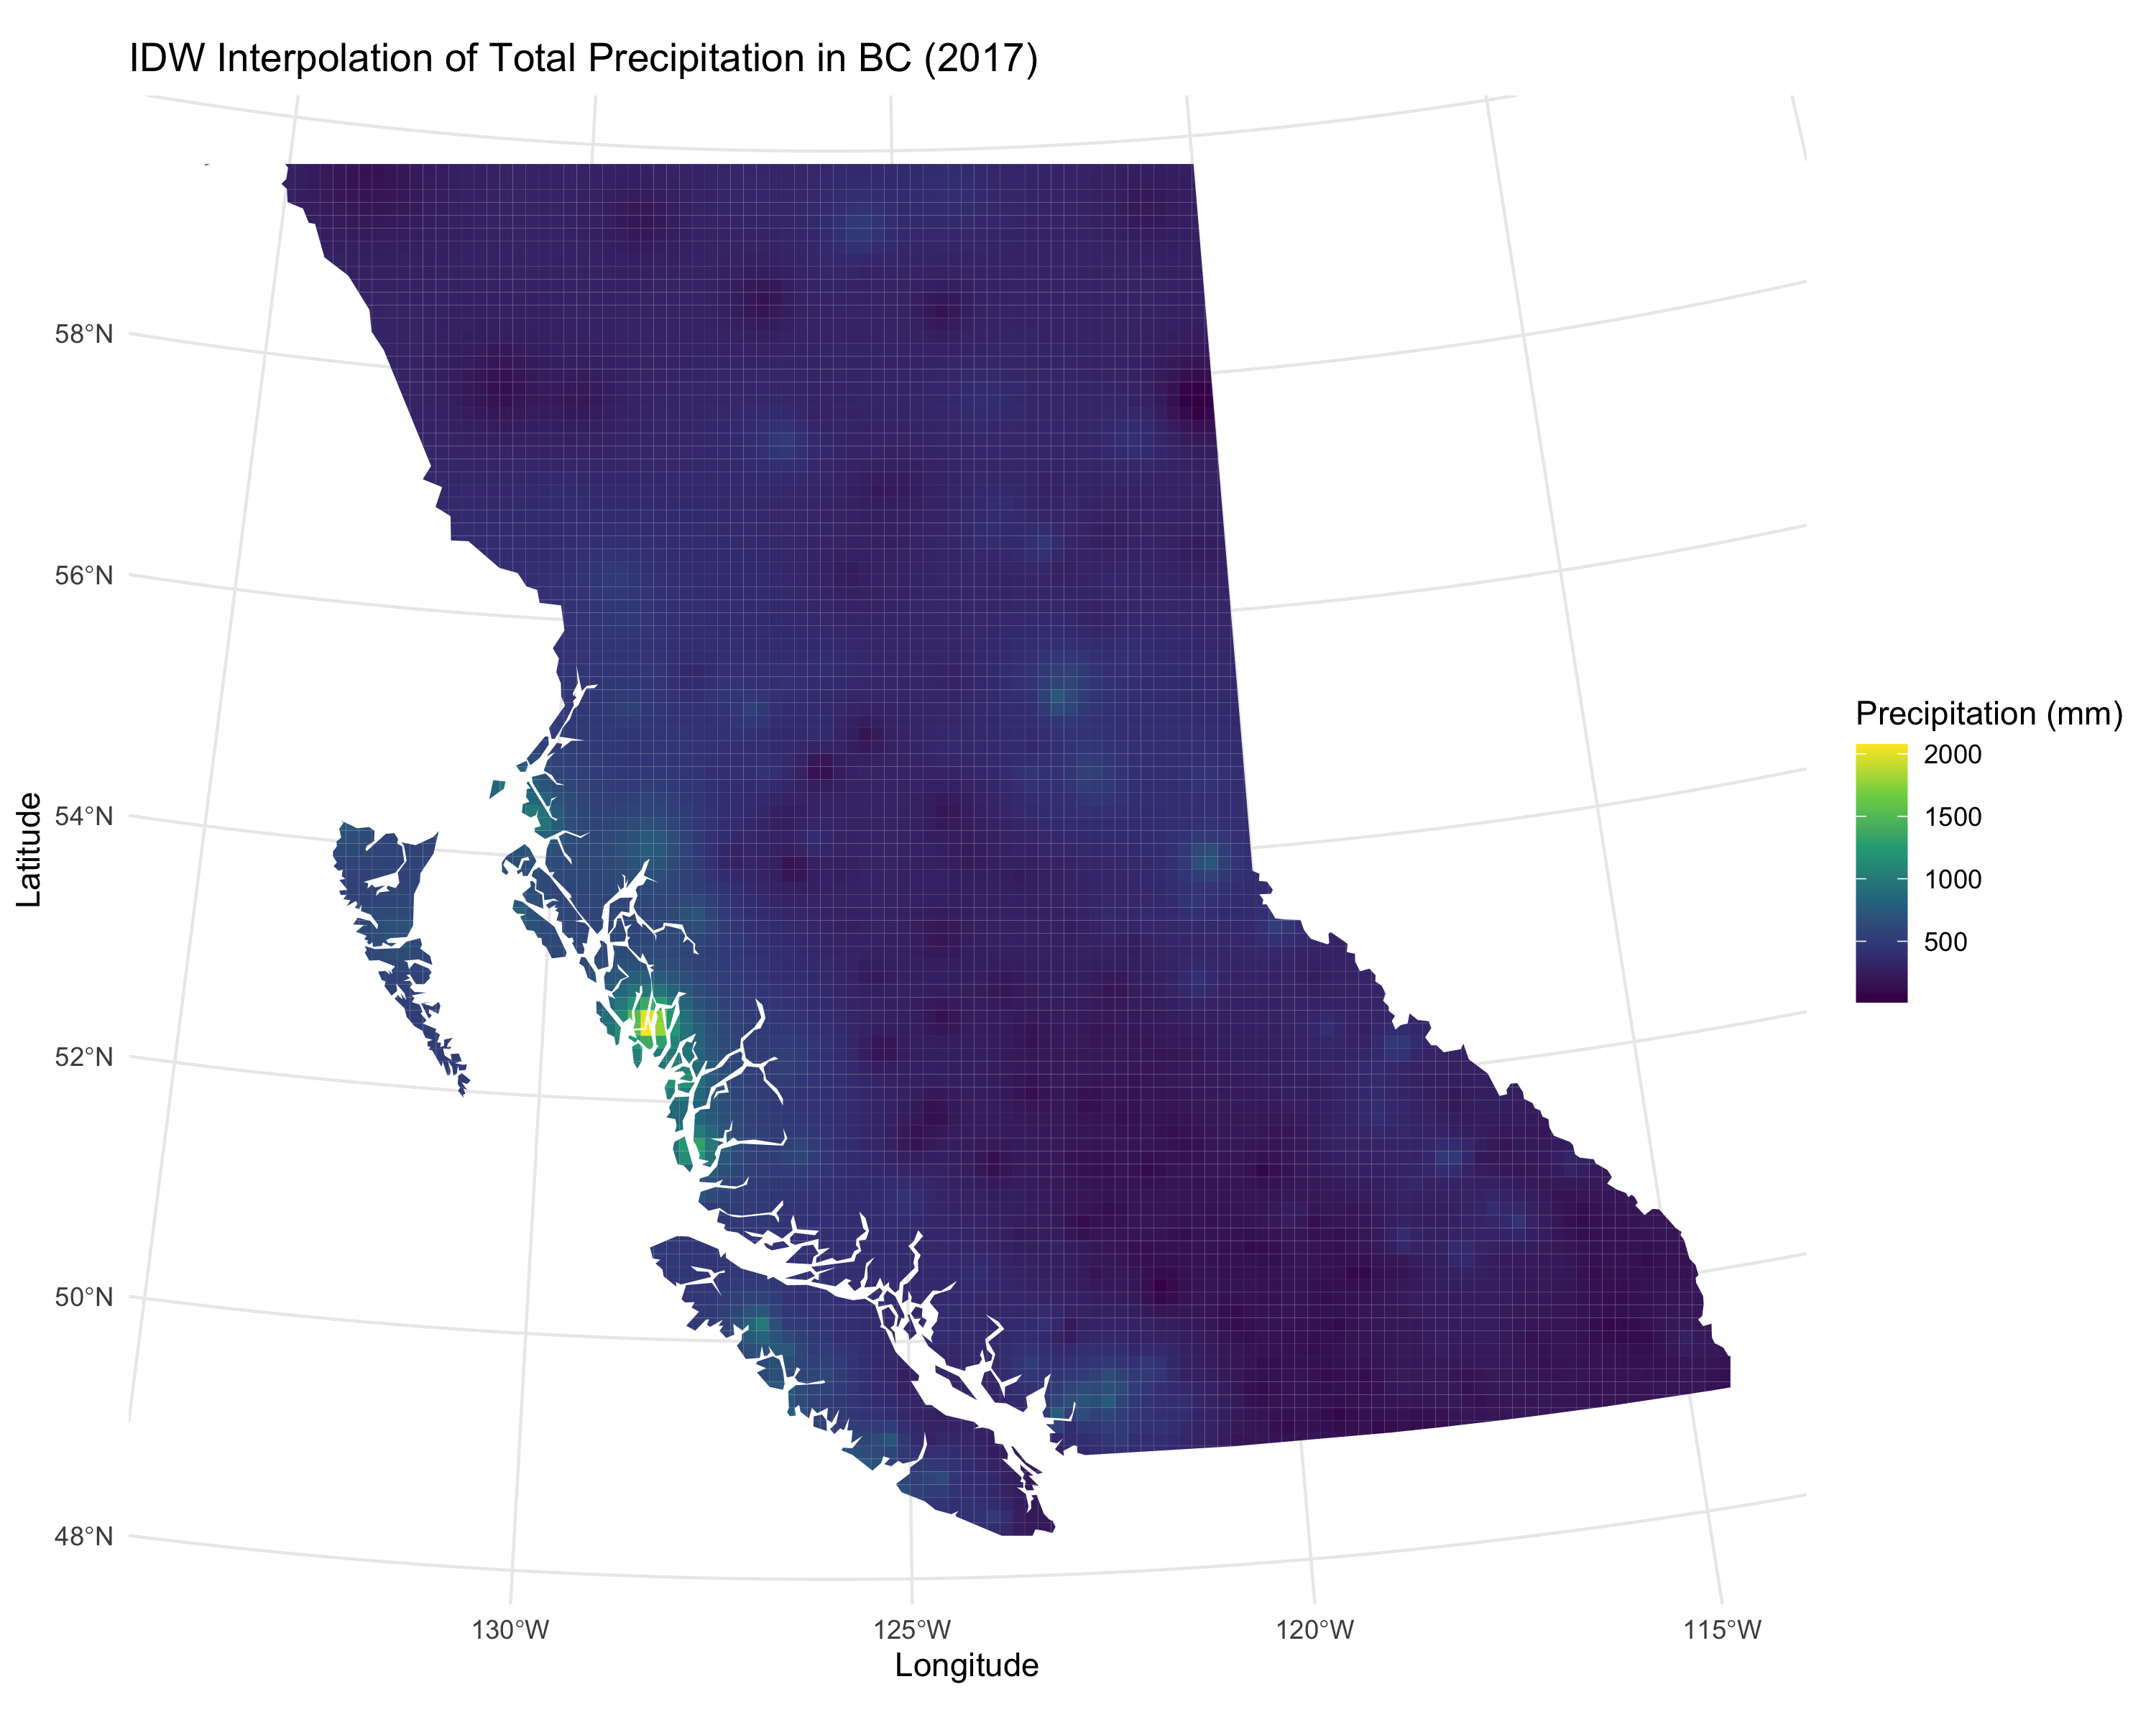 IDW Interpolation of Total Precipitation in BC (2017)
58°N
56°N
54°N
52°N
50°N
48°N
Latitude
130°W
125°W
120°W
115°W
Longitude
Precipitation (mm)
2000
1500
1000
500